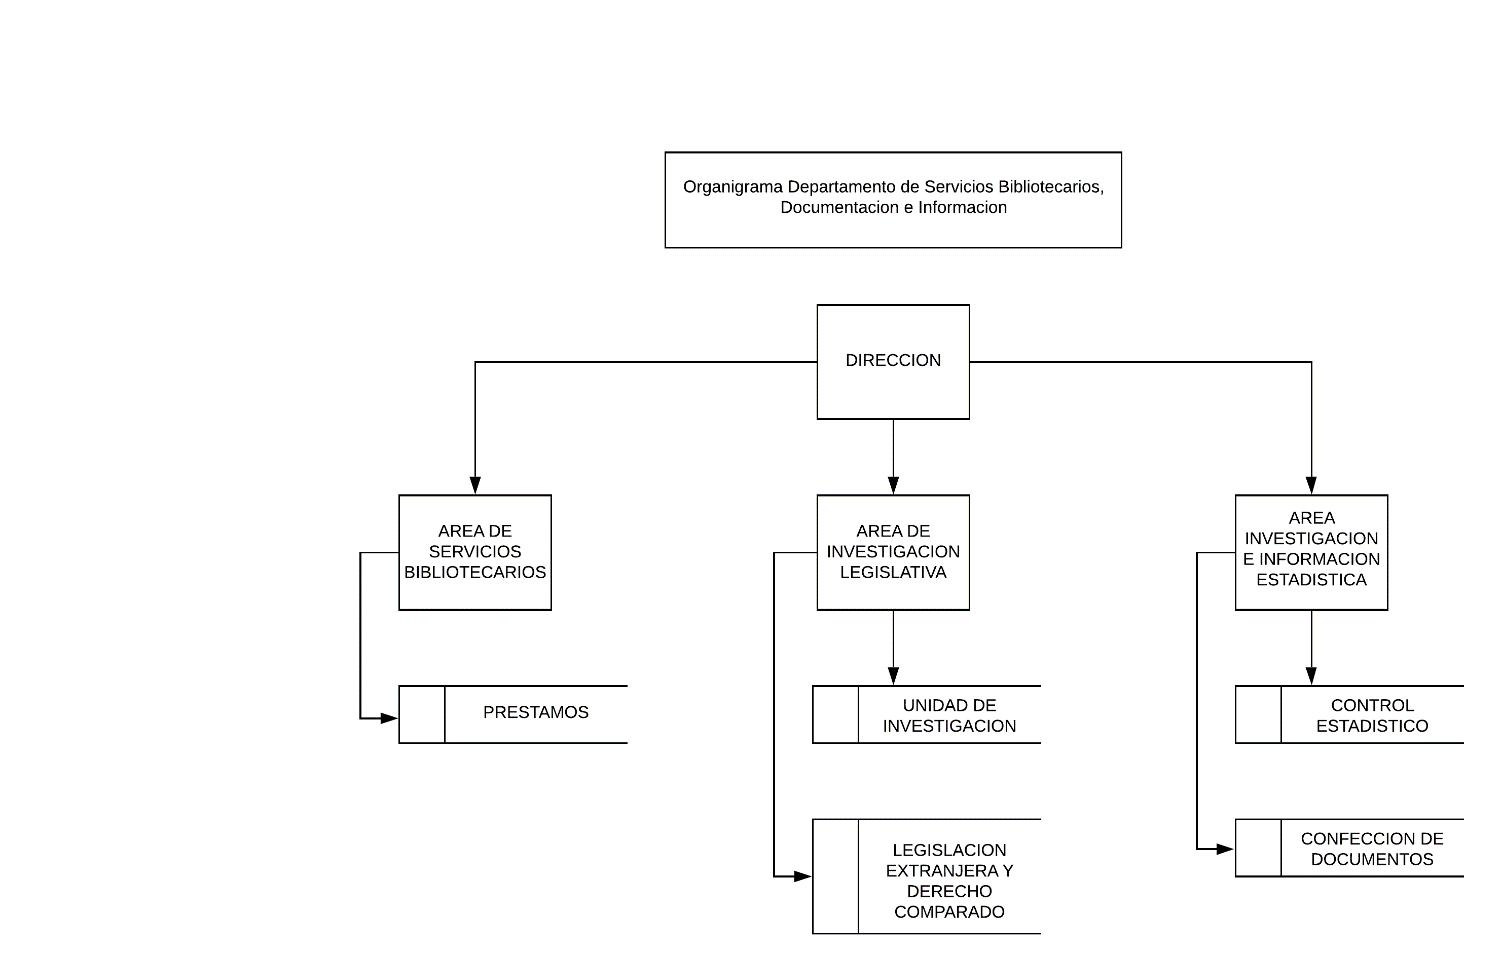 Organigrama Departamento de Servicios Bibliotecarios,
Documentacion e Informacion
DIRECCION
AREA DE
SERVICIOS
BIBLIOTECARIOS
AREA DE
INVESTIGACION
LEGISLATIVA
AREA
INVESTIGACION
E INFORMACION
ESTADISTICA
PRESTAMOS
UNIDAD DE
INVESTIGACION
CONTROL
ESTADISTICO
LEGISLACION
EXTRANJERA Y
DERECHO
COMPARADO
CONFECCION DE
DOCUMENTOS